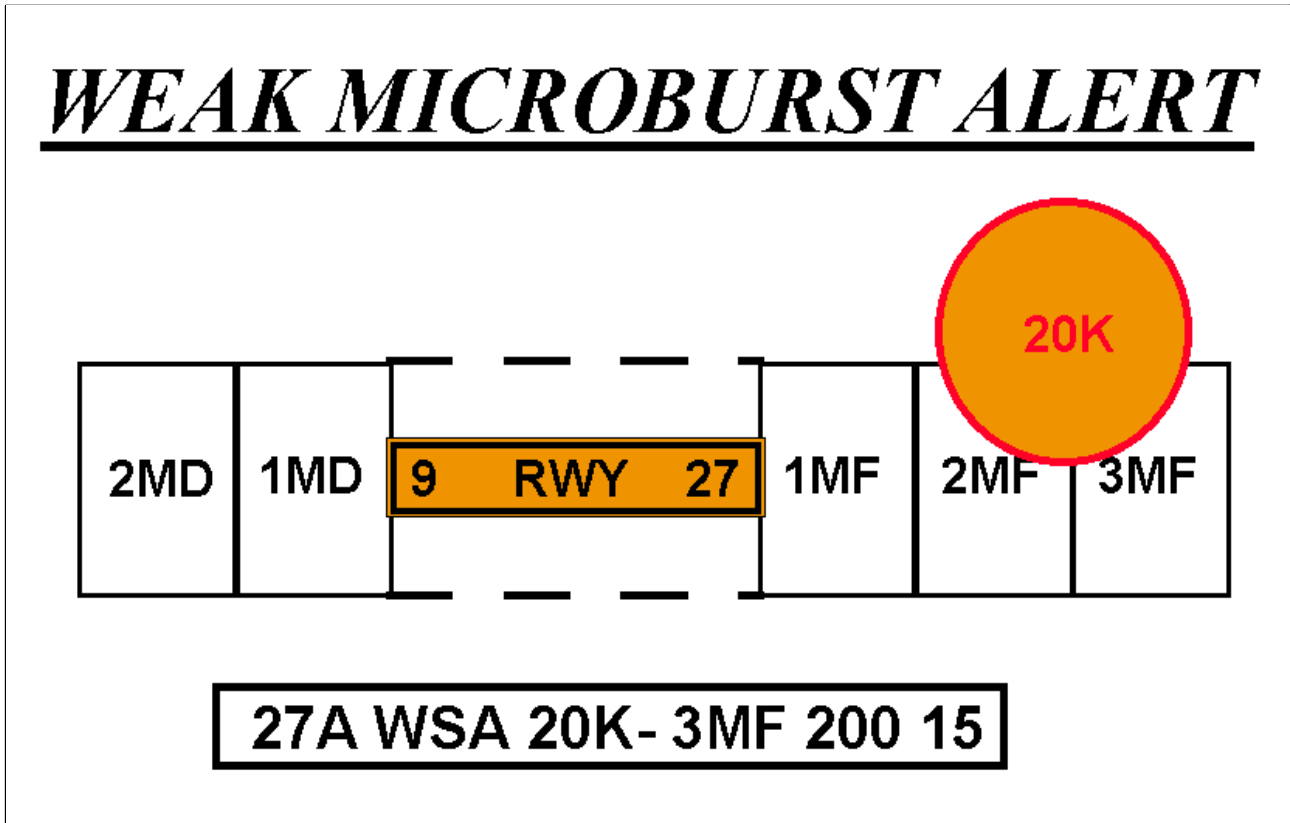 WEAK MICROBURST ALERT
20K
2MD 1MD 9 RWY 27 1MF 2MF 3MF
27A WSA 20K- 3MF 200 15